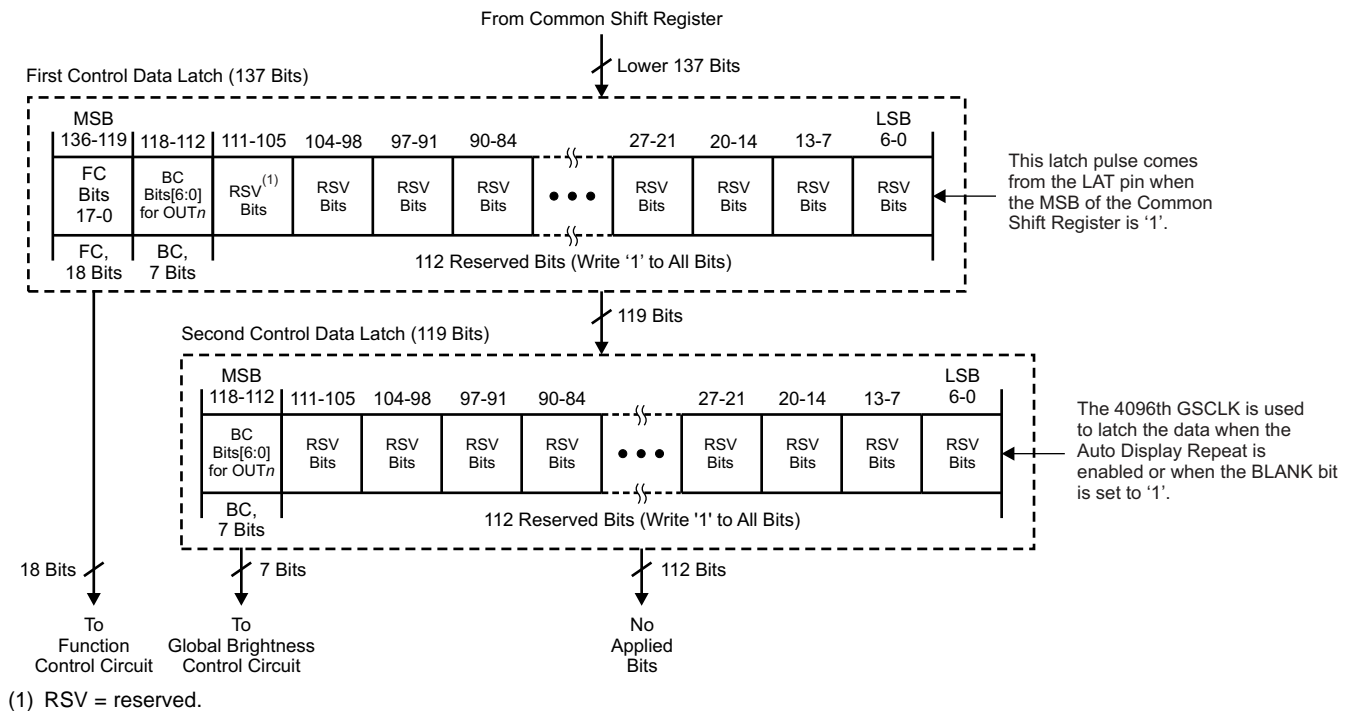 From Common Shift Register
Lower 137 Bits
First Control Data Latch (137 Bits)
MSB
136-119 118-112 111-105 104-98 97-91 90-84 27-21 20-14 13-7
LSB
6-0
FC
Bits
17-0
BC
Bits[6:0]
for OUTn
RSV(1)
Bits
RSV
Bits
RSV
Bits
RSV
Bits
RSV
Bits
RSV
Bits
RSV
Bits
RSV
Bits
This latch pulse comes
from the LAT pin when
the MSB of the Common
Shift Register is ‘1’.
FC,
18 Bits
BC,
7 Bits
112 Reserved Bits (Write ‘1’ to All Bits)
119 Bits
Second Control Data Latch (119 Bits)
MSB
118-112 111-105 104-98 97-91 90-84 27-21 20-14 13-7
LSB
6-0
BC
Bits[6:0]
for OUTn
RSV
Bits
RSV
Bits
RSV
Bits
RSV
Bits
RSV
Bits
RSV
Bits
RSV
Bits
RSV
Bits
The 4096th GSCLK is used
to latch the data when the
Auto Display Repeat is
enabled or when the BLANK bit
is set to ‘1’.
BC,
7 Bits
112 Reserved Bits (Write '1' to All Bits)
18 Bits
7 Bits
112 Bits
To
Function
Control Circuit
To
Global Brightness
Control Circuit
No
Applied
Bits
(1) RSV = reserved.